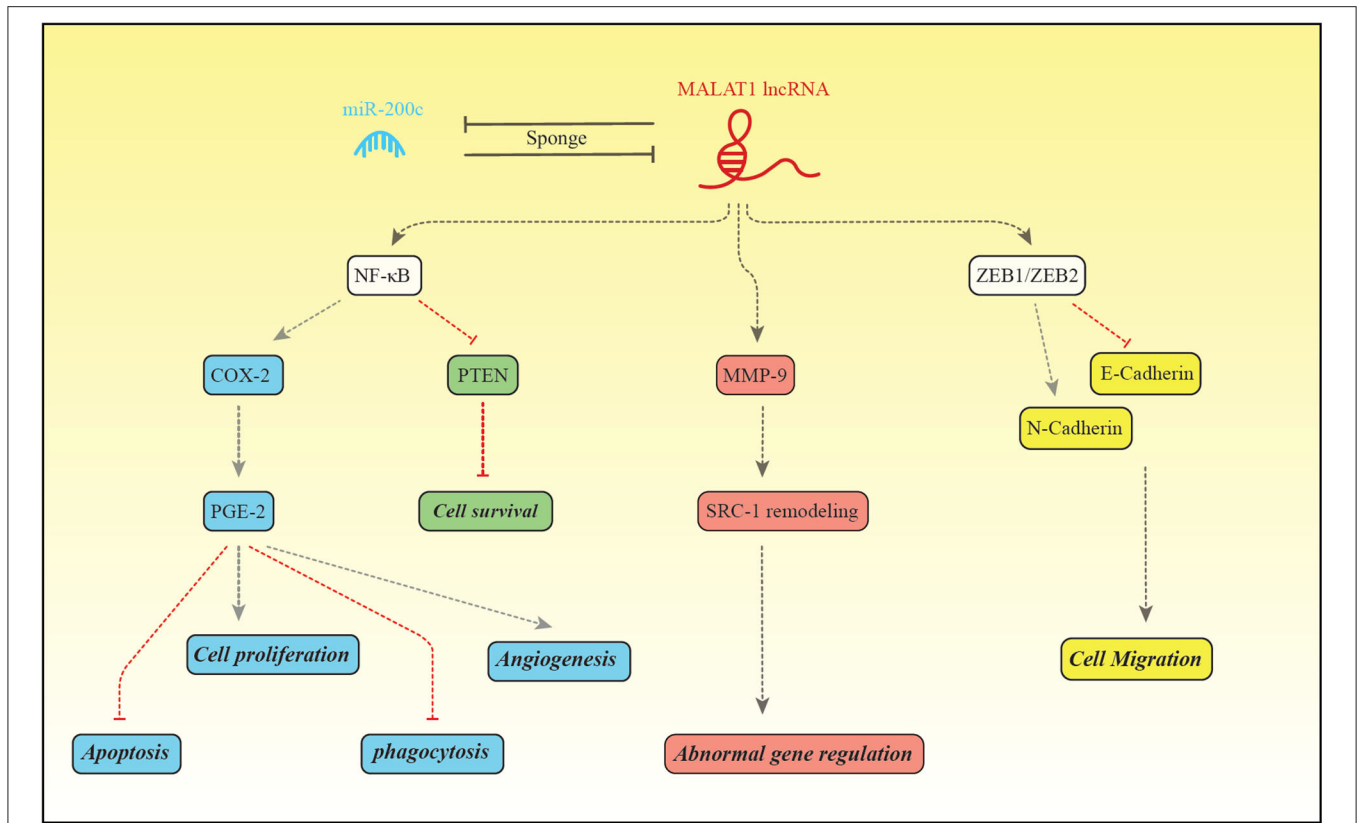 MALAT1 lncRNA
miR-200c
Sponge
NF-κB
ZEB1/ZEB2
COX-2
PTEN
MMP-9
E-Cadherin
N-Cadherin
PGE-2
Cell survival
SRC-1 remodeling
Cell proliferation
Angiogenesis
Cell Migration
Apoptosis
phagocytosis
Abnormal gene regulation